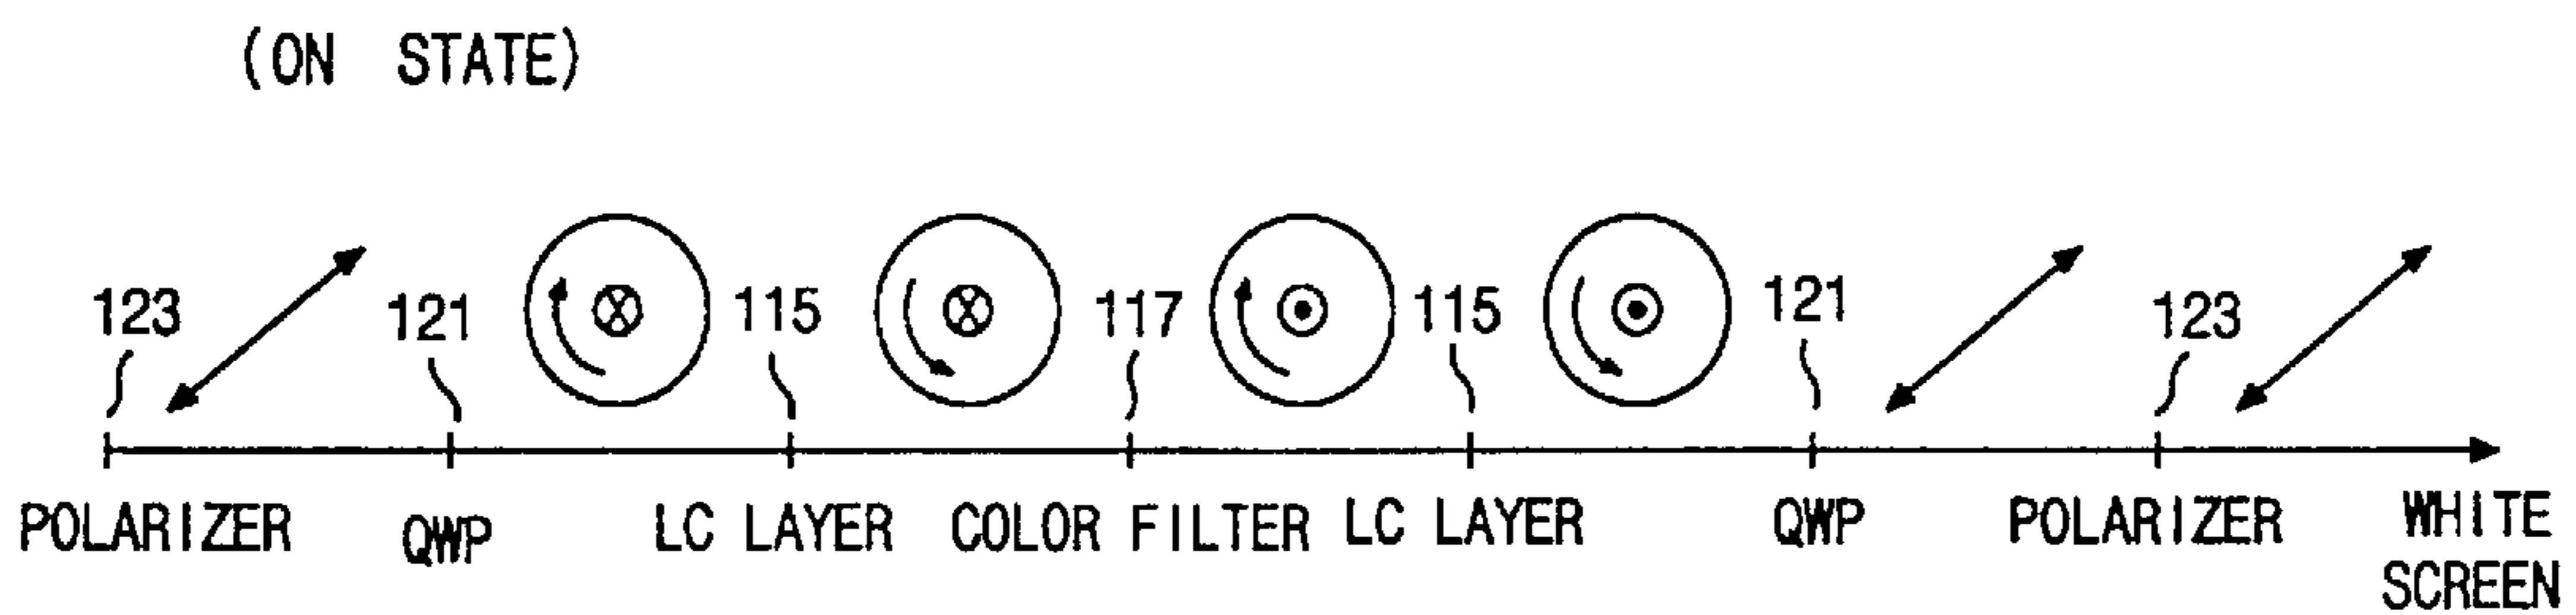 (ON STATE)
123
121
115
117
115
121
123
POLARIZER
QWP
LC LAYER
COLOR FILTER
LC LAYER
QWP
POLARIZER
WHITE
SCREEN